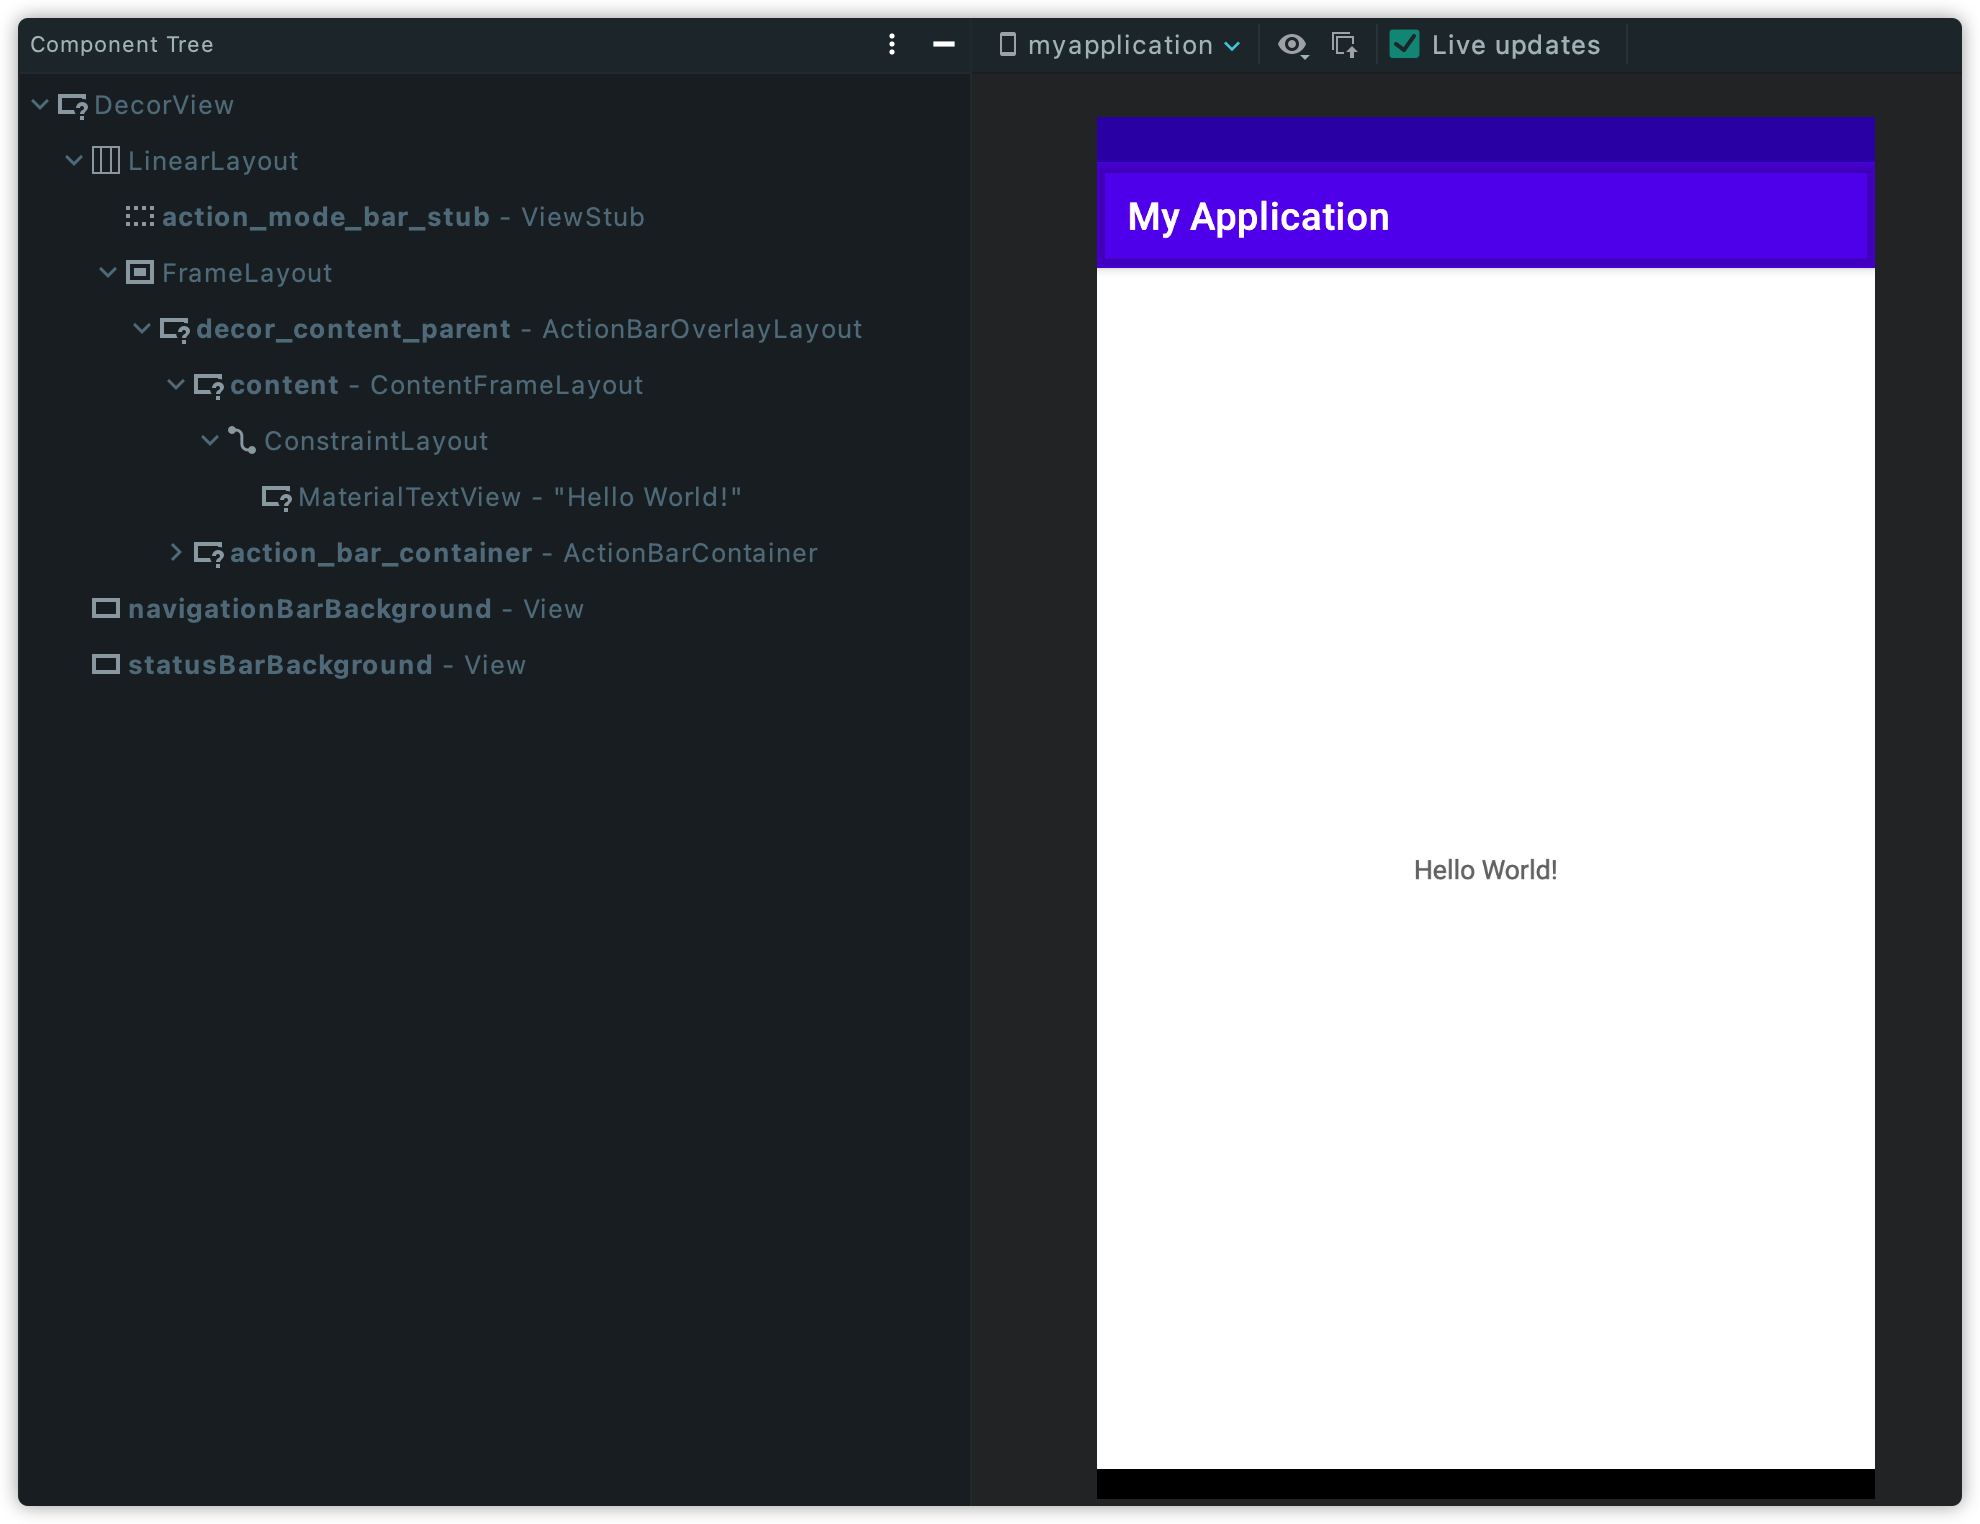 Component Tree
DecorView
LinearLayout
action_mode_bar_stub - ViewStub
FrameLayout
decor_content_parent - ActionBarOverlayLayout
content - ContentFrameLayout
ConstraintLayout
MaterialTextView - "Hello World!"
action_bar_container - ActionBarContainer
navigationBarBackground - View
statusBarBackground - View
myapplication
Live updates
My Application
Hello World!